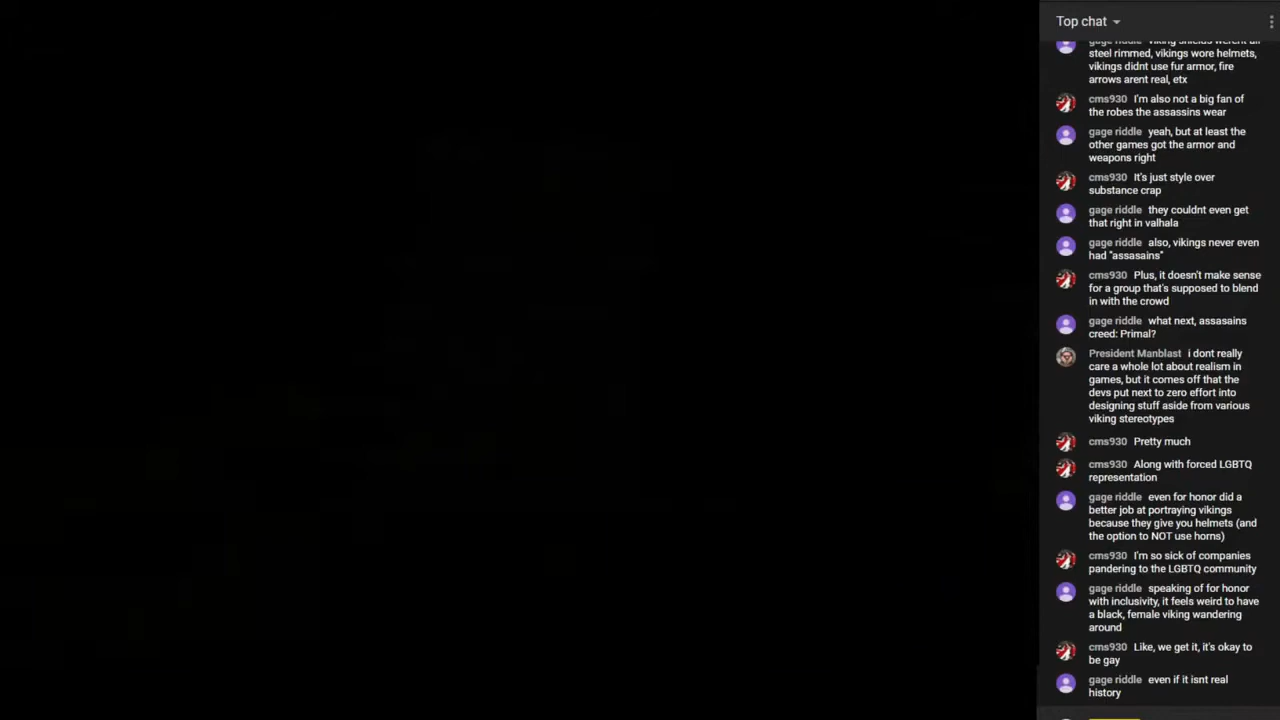 Top chat
gage riddle viking shields werent all
steel rimmed, vikings wore helmets,
vikings didnt use fur armor, fire
arrows arent real, etx
cms930 I'm also not a big fan of
the robes the assassins wear
gage riddle yeah, but at least the
other games got the armor and
weapons right
cms930 It's just style over
substance crap
gage riddle they couldnt even get
that right in valhala
gage riddle also, vikings never even
had "assasains"
cms930 Plus, it doesn't make sense
for a group that's supposed to blend
in with the crowd
gage riddle what next, assasains
creed: Primal?
President Manblast i dont really
care a whole lot about realism in
games, but it comes off that the
devs put next to zero effort into
designing stuff aside from various
viking stereotypes
cms930 Pretty much
cms930 Along with forced LGBTQ
representation
gage riddle even for honor did a
better job at portraying vikings
because they give you helmets (and
the option to NOT use horns)
cms930 I'm so sick of companies
pandering to the LGBTQ community
gage riddle speaking of for honor
with inclusivity, it feels weird to have
a black, female viking wandering
around
cms930 Like, we get it, it's okay to
be gay
gage riddle even if it isnt real
history